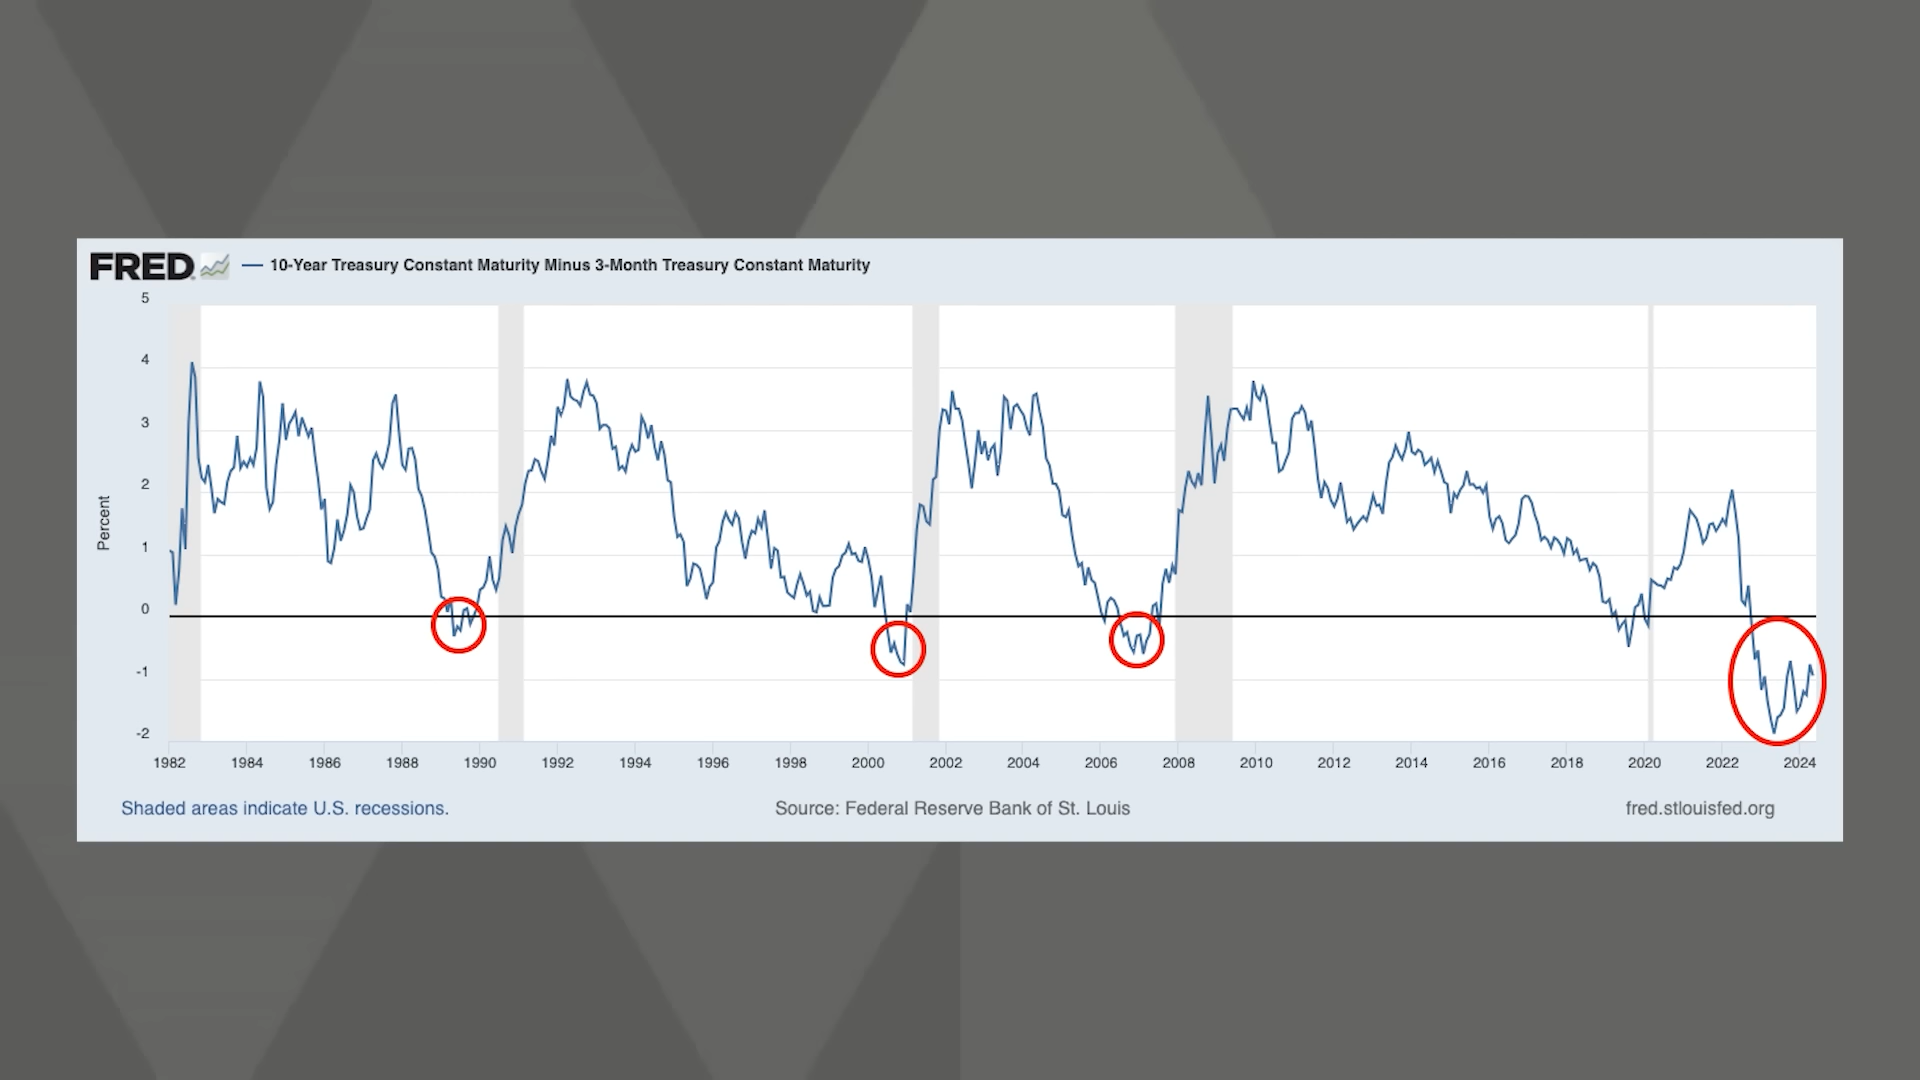 FRED
10-Year Treasury Constant Maturity Minus 3-Month Treasury Constant Maturity
5
4
3
2
1
0
-1
-2
Percent
1982 1984 1986 1988 1990 1992 1994 1996 1998 2000 2002 2004 2006 2008 2010 2012 2014 2016 2018 2020 2022 2024
Shaded areas indicate U.S. recessions. Source: Federal Reserve Bank of St. Louis fred.stlouisfed.org